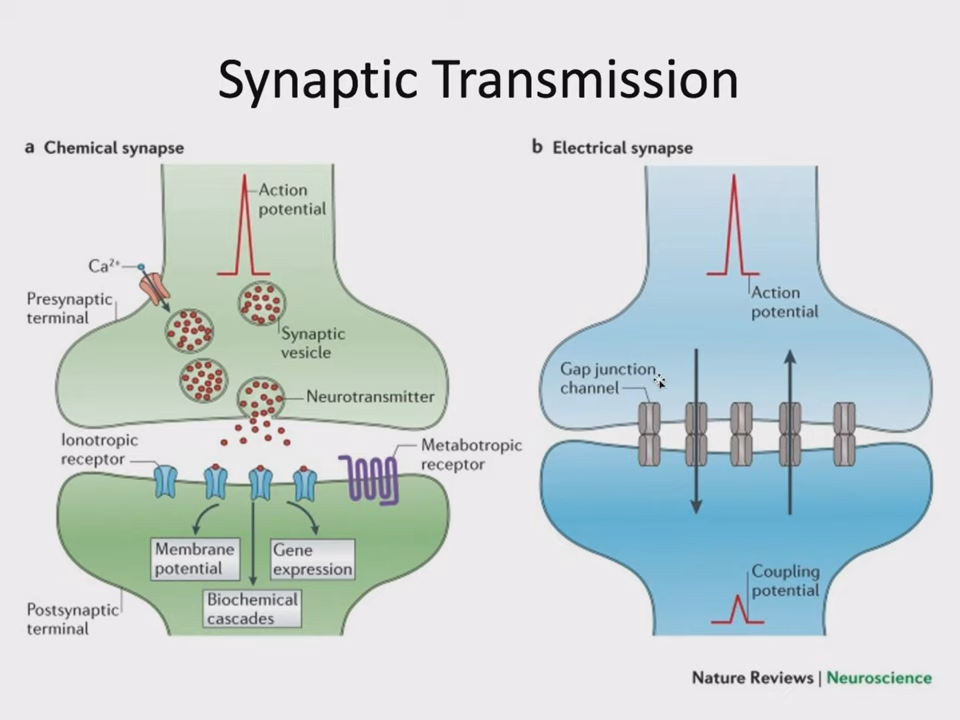 Synaptic Transmission
a Chemical synapse
Action
potential
Ca²⁺
Presynaptic
terminal
Synaptic
vesicle
Neurotransmitter
Ionotropic
receptor
Metabotropic
receptor
Membrane
potential
Gene
expression
Biochemical
cascades
Postsynaptic
terminal
b Electrical synapse
Action
potential
Gap junction
channel
Coupling
potential
Nature Reviews | Neuroscience